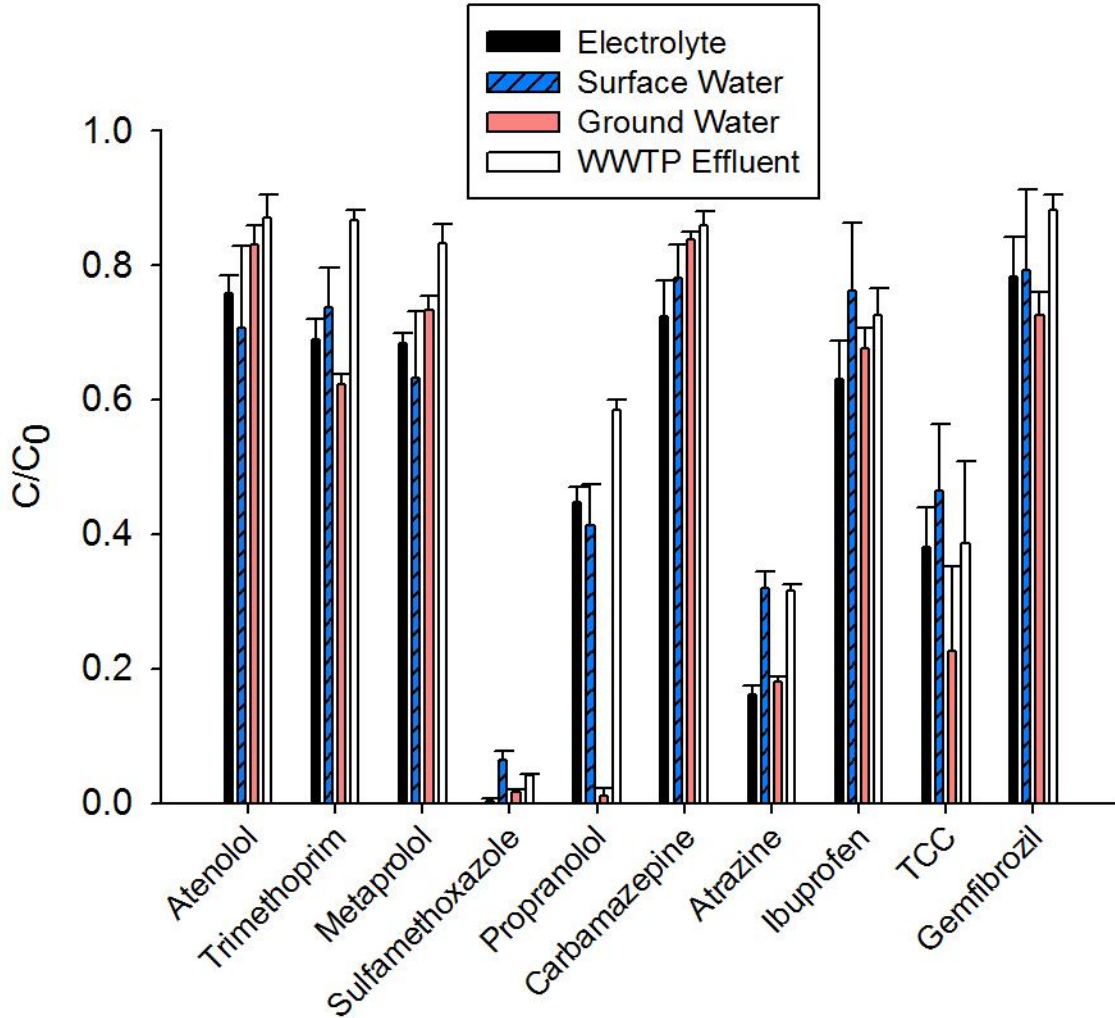 Electrolyte
Surface Water
Ground Water
WWTP Effluent
1.0
0.8
0.6
0.4
0.2
0.0
C/C0
Atenolol
Trimethoprim
Metaprolol
Sulfamethoxazole
Propranolol
Carbamazepine
Atrazine
Ibuprofen
TCC
Gemfibrozil